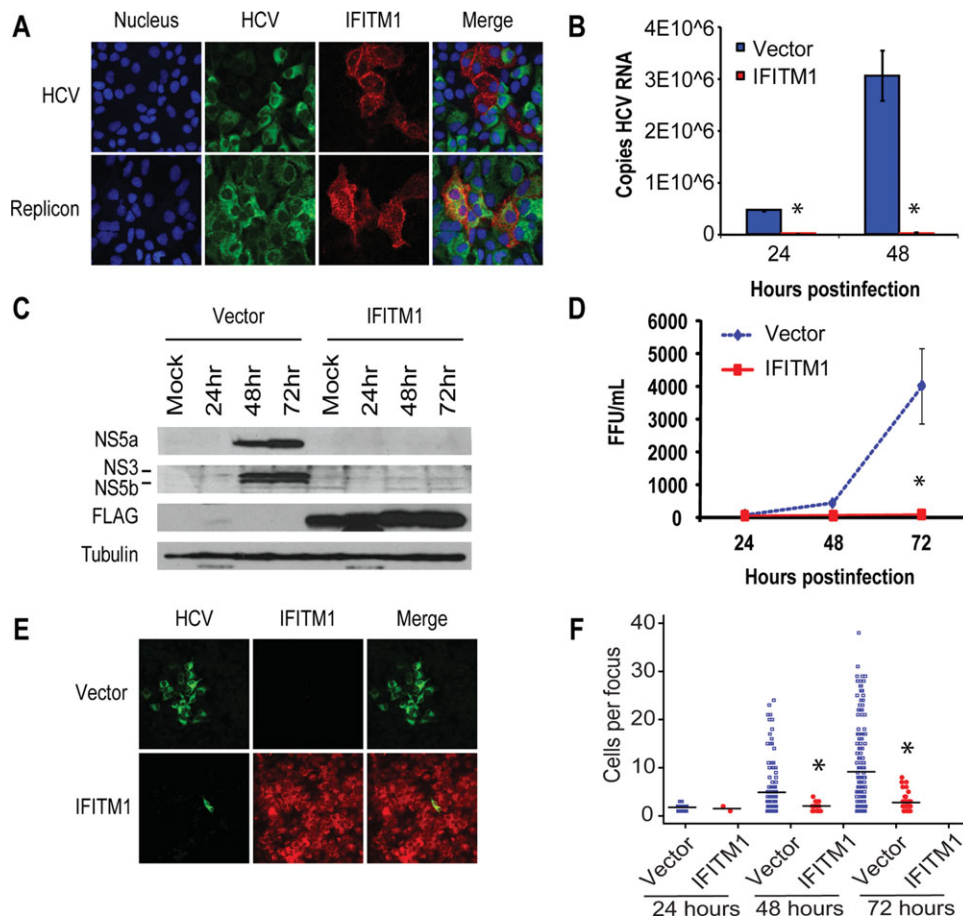 A
Nucleus HCV IFITM1 Merge
HCV
Replicon
B
4E10^6
3E10^6
2E10^6
1E10^6
0
Copies HCV RNA
Vector
IFITM1
*
*
24 48
Hours postinfection
C
Vector IFITM1
Mock 24hr 48hr 72hr Mock 24hr 48hr 72hr
NS5a
NS3
NS5b
FLAG
Tubulin
D
6000
5000
4000
3000
2000
1000
0
FFU/mL
Vector
IFITM1
*
24 48 72
Hours postinfection
E
HCV IFITM1 Merge
Vector
IFITM1
F
40
30
20
10
0
Cells per focus
*
*
Vector IFITM1 Vector IFITM1 Vector IFITM1
24 hours 48 hours 72 hours